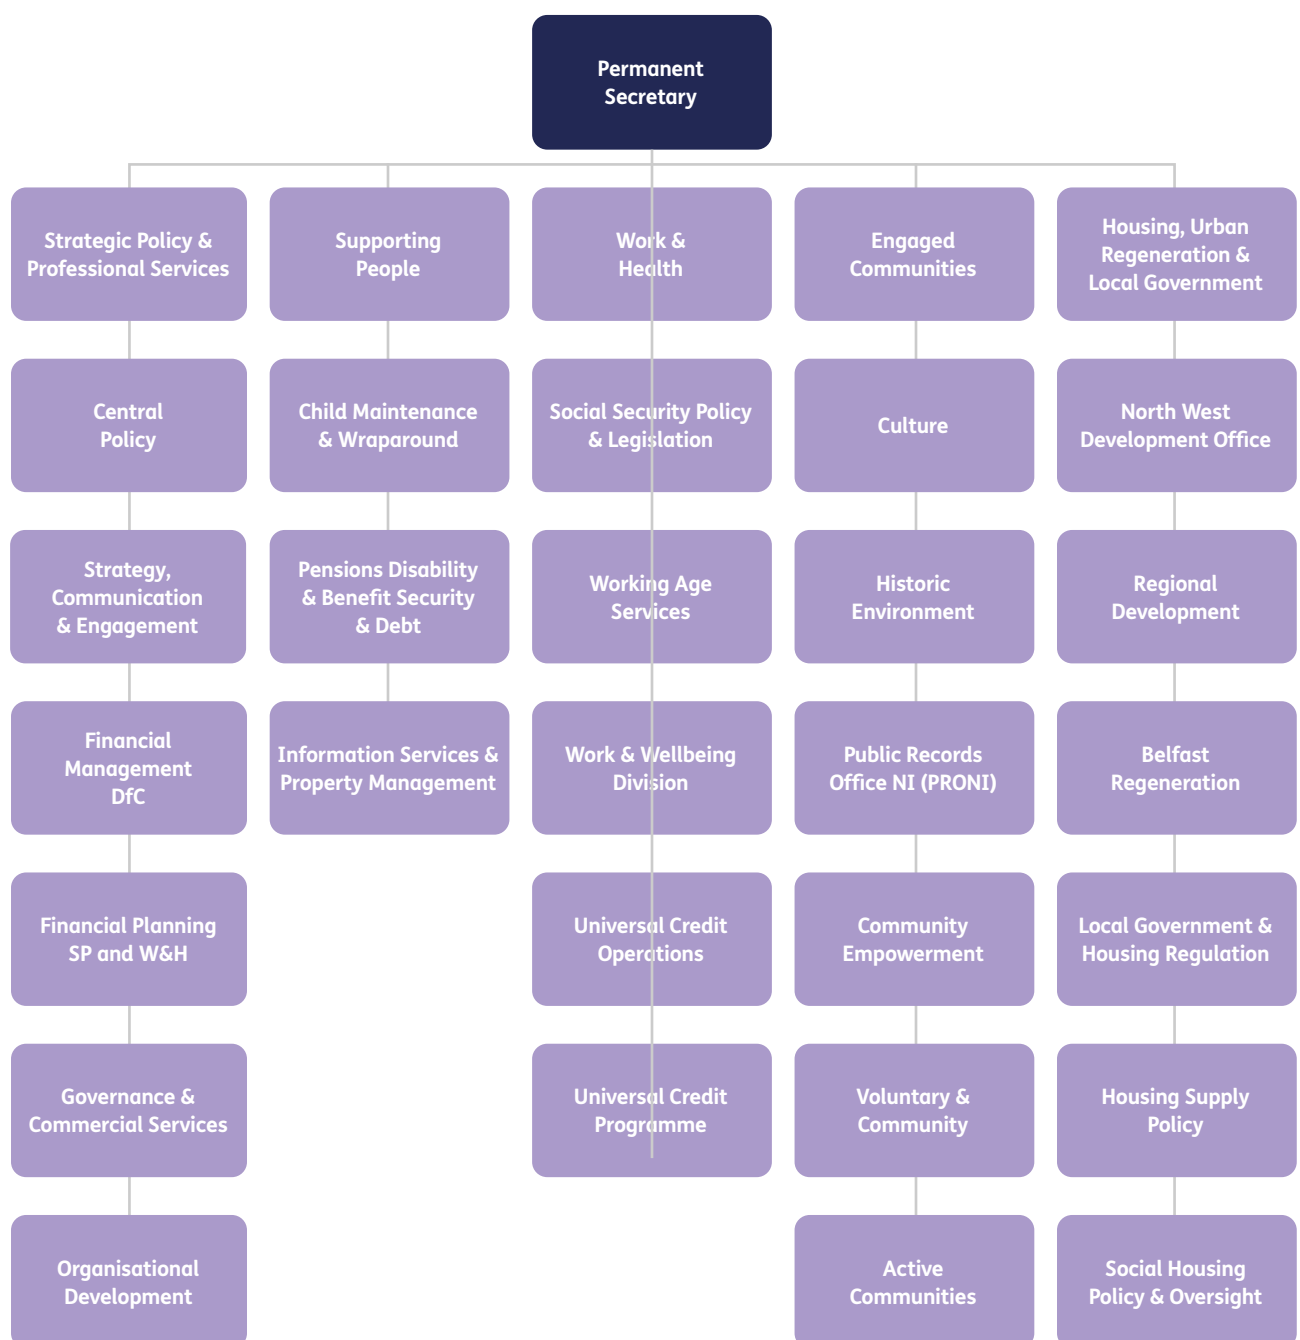 Permanent
Secretary
Strategic Policy &
Professional Services
Supporting
People
Work &
Health
Engaged
Communities
Housing, Urban
Regeneration &
Local Government
Central
Policy
Child Maintenance
& Wraparound
Social Security Policy
& Legislation
Culture
North West
Development Office
Strategy,
Communication
& Engagement
Pensions Disability
& Benefit Security
& Debt
Working Age
Services
Historic
Environment
Regional
Development
Financial
Management
DfC
Information Services &
Property Management
Work & Wellbeing
Division
Public Records
Office NI (PRONI)
Belfast
Regeneration
Financial Planning
SP and W&H
Universal Credit
Operations
Community
Empowerment
Local Government &
Housing Regulation
Governance &
Commercial Services
Universal Credit
Programme
Voluntary &
Community
Housing Supply
Policy
Organisational
Development
Active
Communities
Social Housing
Policy & Oversight